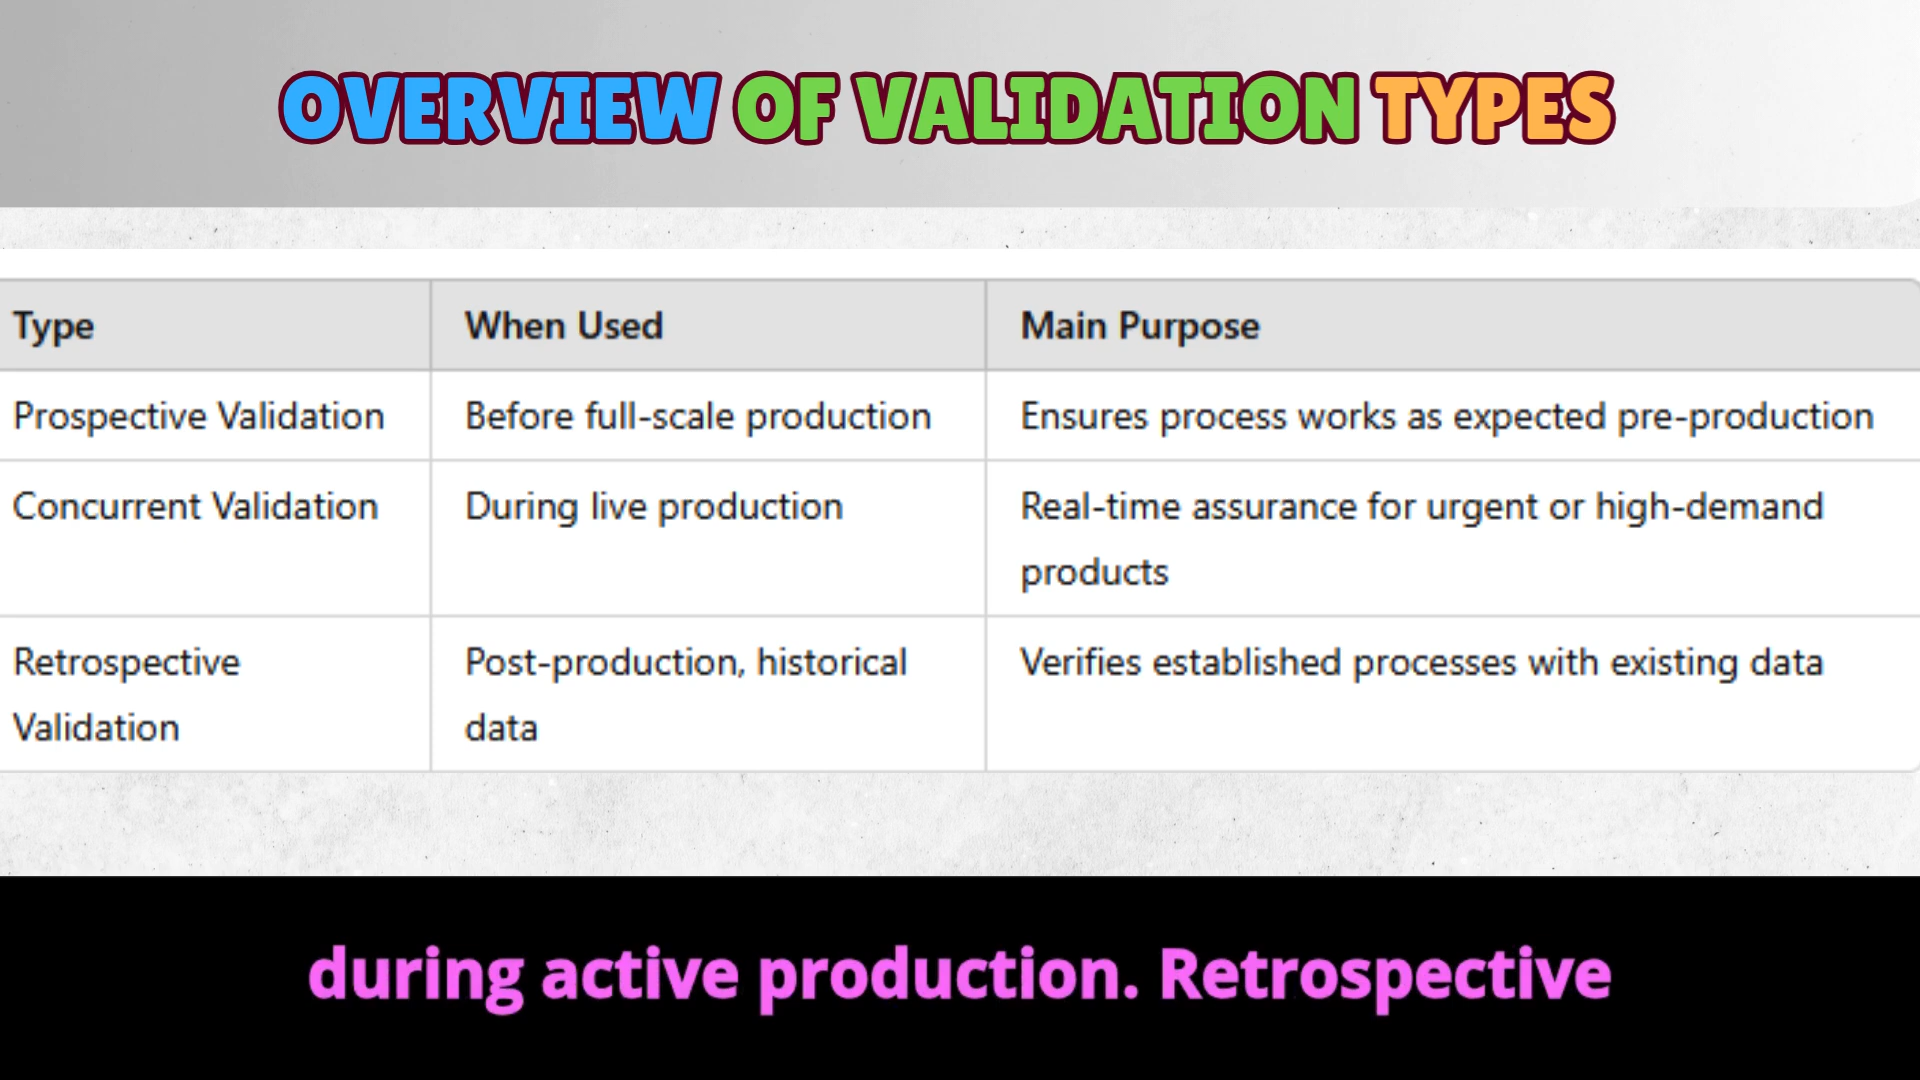 OVERVIEW OF VALIDATION TYPES
Type When Used Main Purpose
Prospective Validation Before full-scale production Ensures process works as expected pre-production
Concurrent Validation During live production Real-time assurance for urgent or high-demand
products
Retrospective Post-production, historical Verifies established processes with existing data
Validation data
during active production. Retrospective